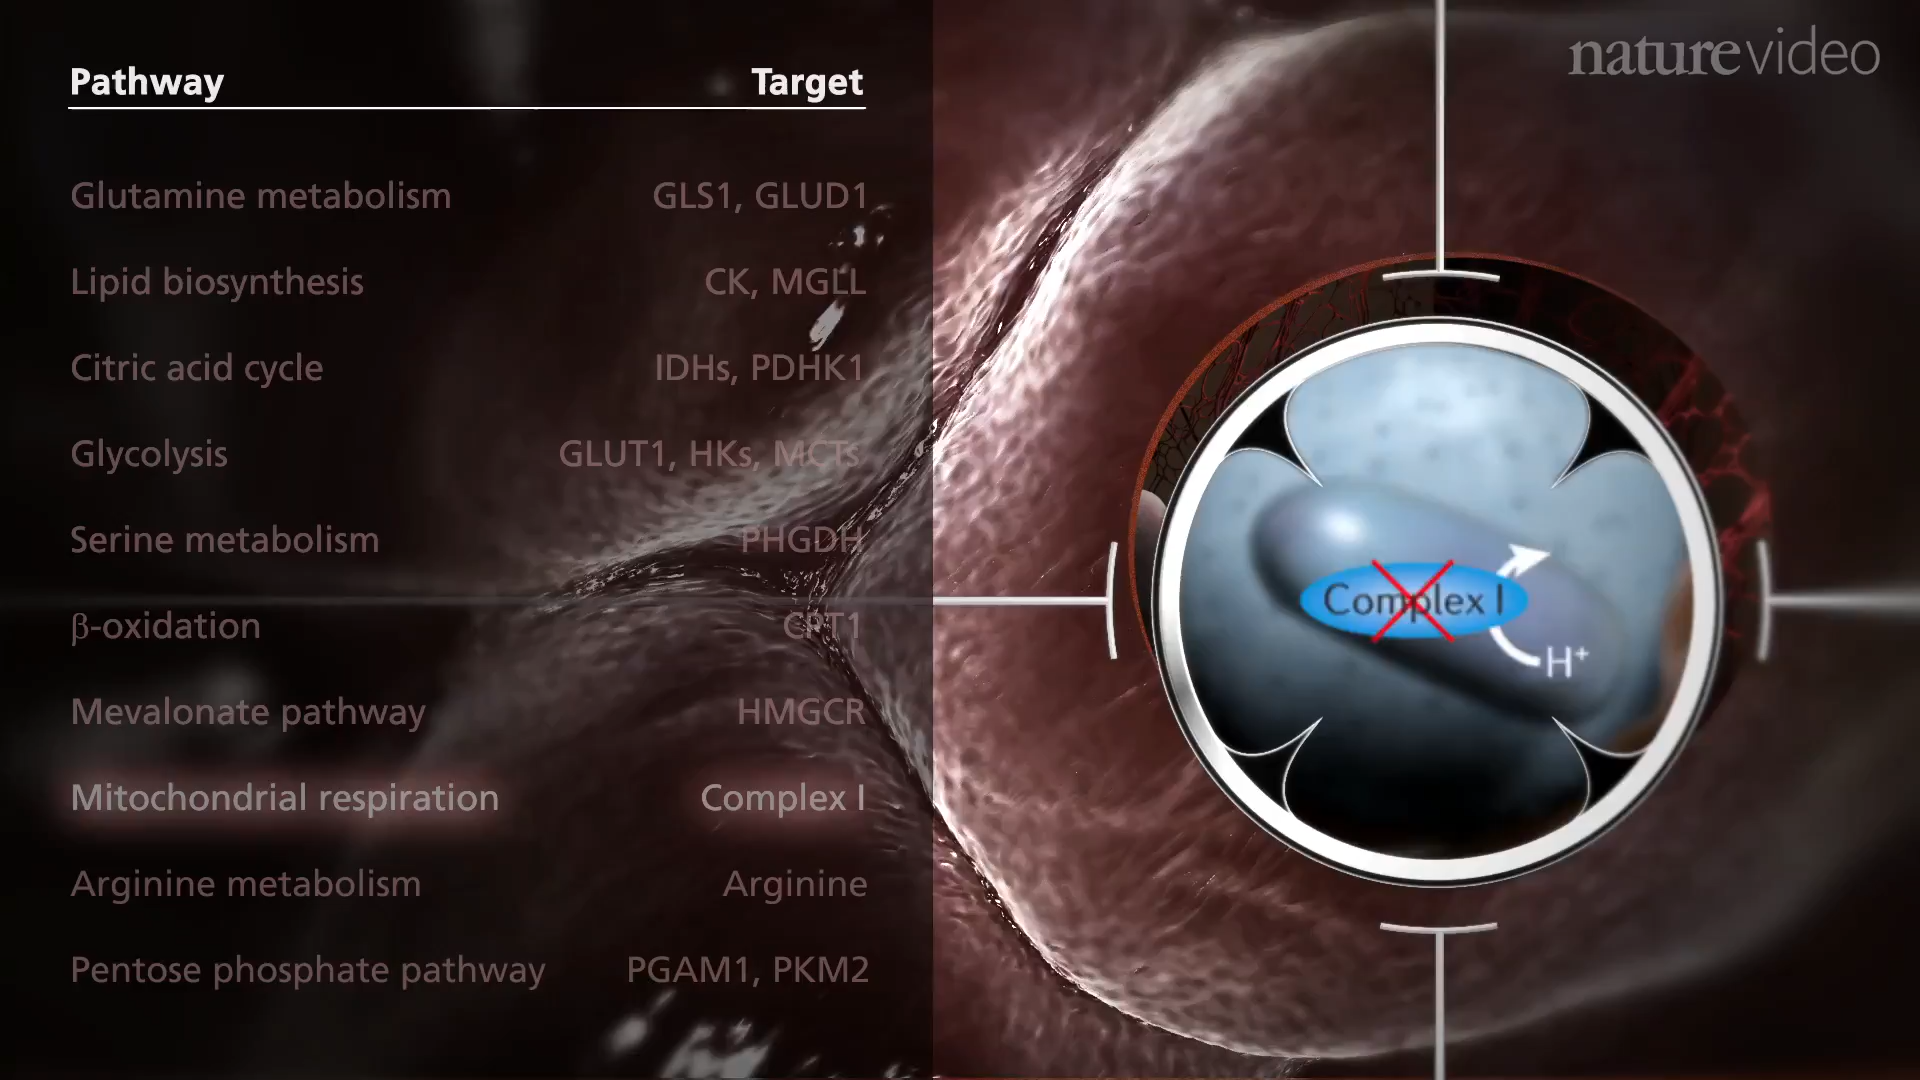 naturevideo
Pathway Target
Glutamine metabolism GLS1, GLUD1
Lipid biosynthesis CK, MGLL
Citric acid cycle IDHs, PDHK1
Glycolysis GLUT1, HKs, MCTs
Serine metabolism PHGDH
β-oxidation CPT1
Mevalonate pathway HMGCR
Mitochondrial respiration Complex I
Arginine metabolism Arginine
Pentose phosphate pathway PGAM1, PKM2
Complex I
H⁺